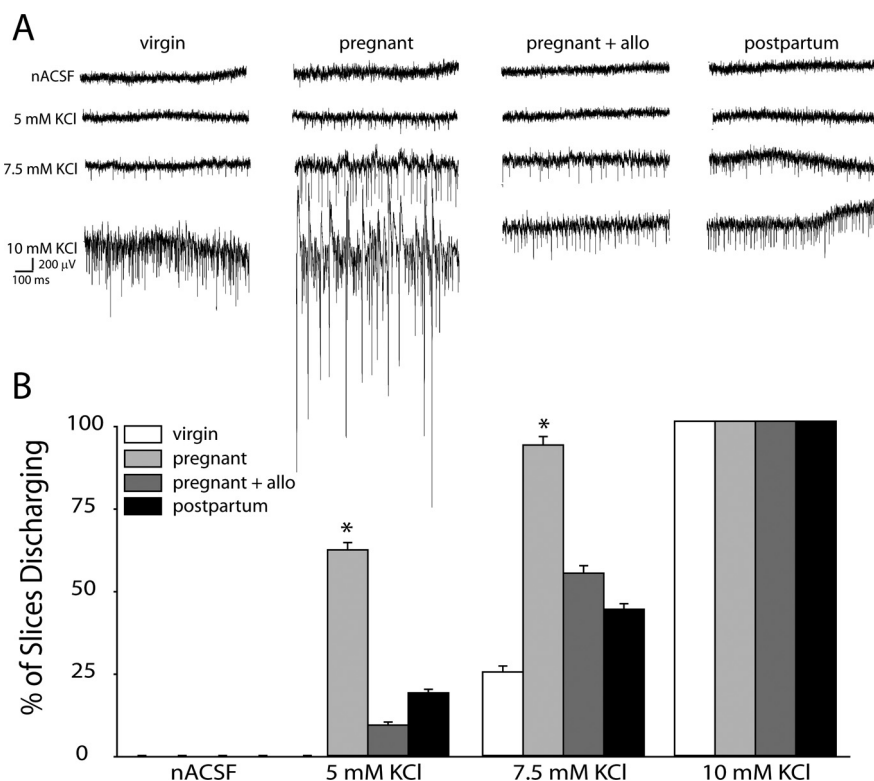 A
virgin
pregnant
pregnant + allo
postpartum
nACSF
5 mM KCl
7.5 mM KCl
10 mM KCl
200 µV
100 ms
B
% of Slices Discharging
100
75
50
25
0
virgin
pregnant
pregnant + allo
postpartum
*
*
nACSF
5 mM KCl
7.5 mM KCl
10 mM KCl